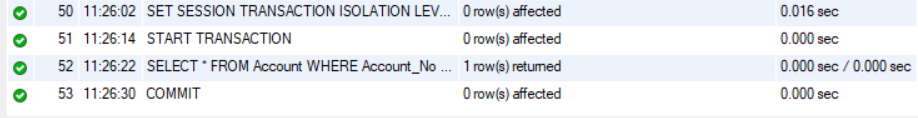 50 11:26:02 SET SESSION TRANSACTION ISOLATION LEV... 0 row(s) affected 0.016 sec
51 11:26:14 START TRANSACTION 0 row(s) affected 0.000 sec
52 11:26:22 SELECT * FROM Account WHERE Account_No ... 1 row(s) returned 0.000 sec / 0.000 sec
53 11:26:30 COMMIT 0 row(s) affected 0.000 sec